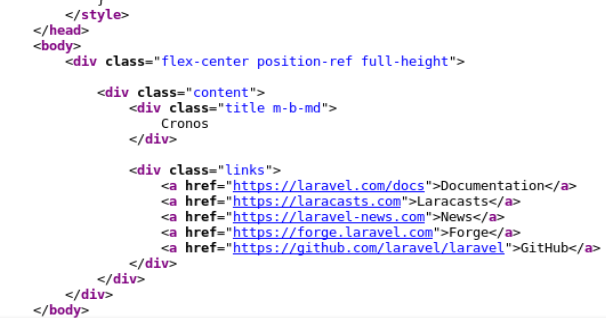 }
</style>
</head>
<body>
<div class="flex-center position-ref full-height">
<div class="content">
<div class="title m-b-md">
Cronos
</div>
<div class="links">
<a href="https://laravel.com/docs">Documentation</a>
<a href="https://laracasts.com">Laracasts</a>
<a href="https://laravel-news.com">News</a>
<a href="https://forge.laravel.com">Forge</a>
<a href="https://github.com/laravel/laravel">GitHub</a>
</div>
</div>
</div>
</body>